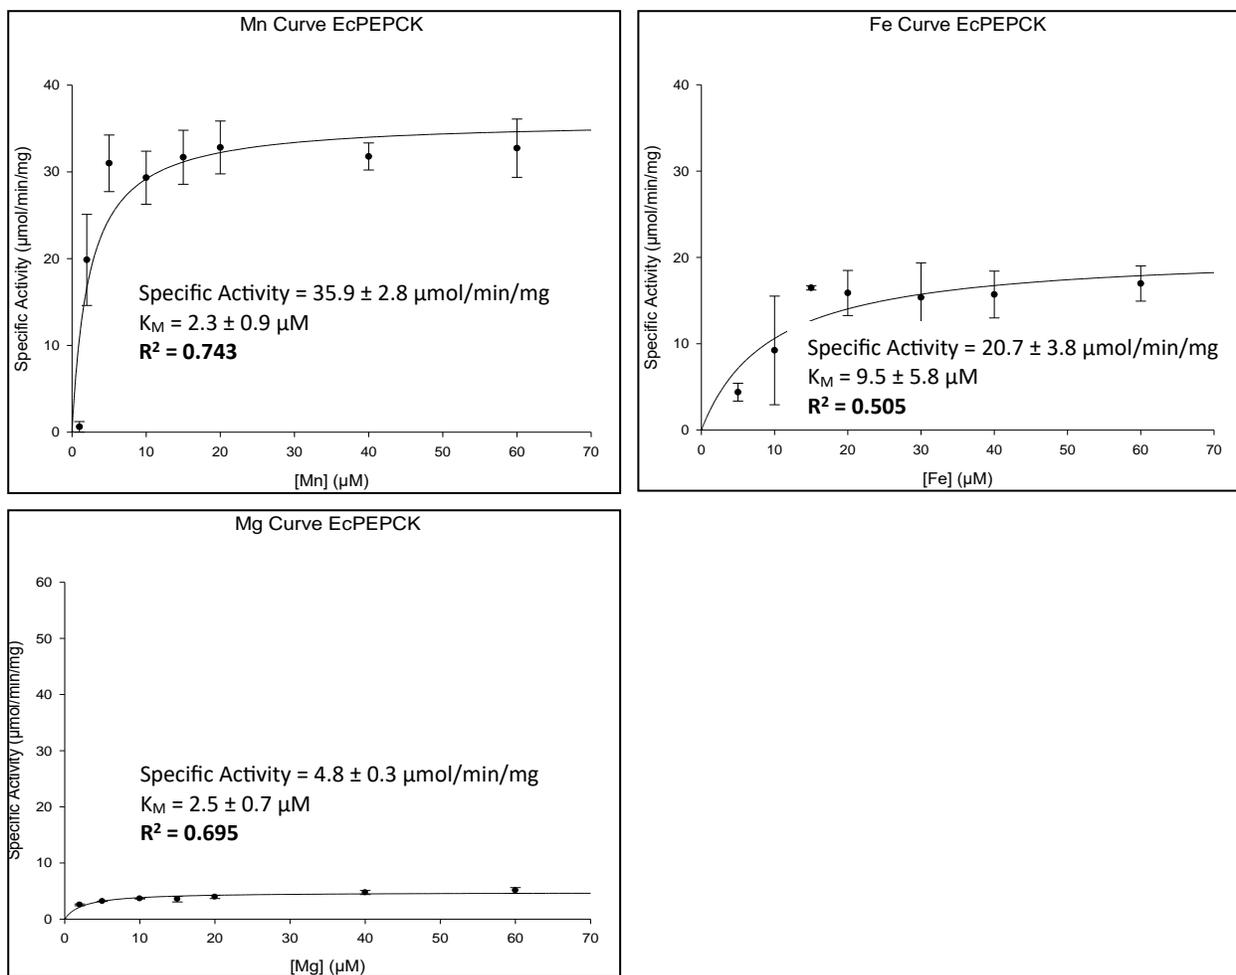 Mn Curve EcPEPCK
Specific Activity (µmol/min/mg)
40
30
20
10
0
Specific Activity = 35.9 ± 2.8 µmol/min/mg
KM = 2.3 ± 0.9 µM
R² = 0.743
0 10 20 30 40 50 60 70
[Mn] (µM)
Fe Curve EcPEPCK
Specific Activity (µmol/min/mg)
40
30
20
10
0
Specific Activity = 20.7 ± 3.8 µmol/min/mg
KM = 9.5 ± 5.8 µM
R² = 0.505
0 10 20 30 40 50 60 70
[Fe] (µM)
Mg Curve EcPEPCK
Specific Activity (µmol/min/mg)
60
50
40
30
20
10
0
Specific Activity = 4.8 ± 0.3 µmol/min/mg
KM = 2.5 ± 0.7 µM
R² = 0.695
0 10 20 30 40 50 60 70
[Mg] (µM)